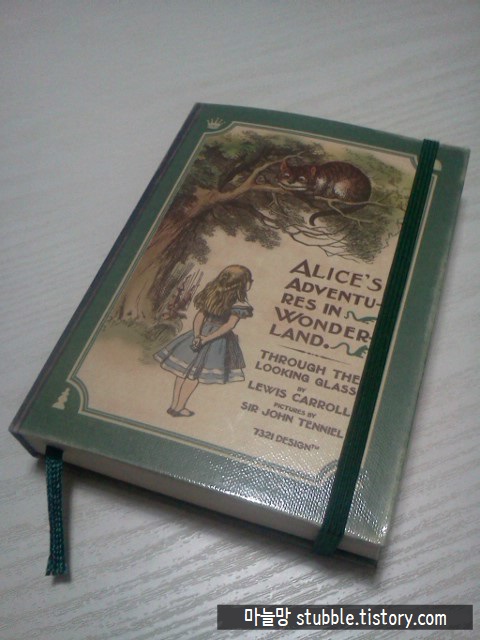 ALICE'S
ADVENTU-
RES IN
WONDER-
LAND.
THROUGH THE
LOOKING GLASS
BY
LEWIS CARROLL
PICTURES BY
SIR JOHN TENNIEL
7321 DESIGN™
마늘망 stubble.tistory.com